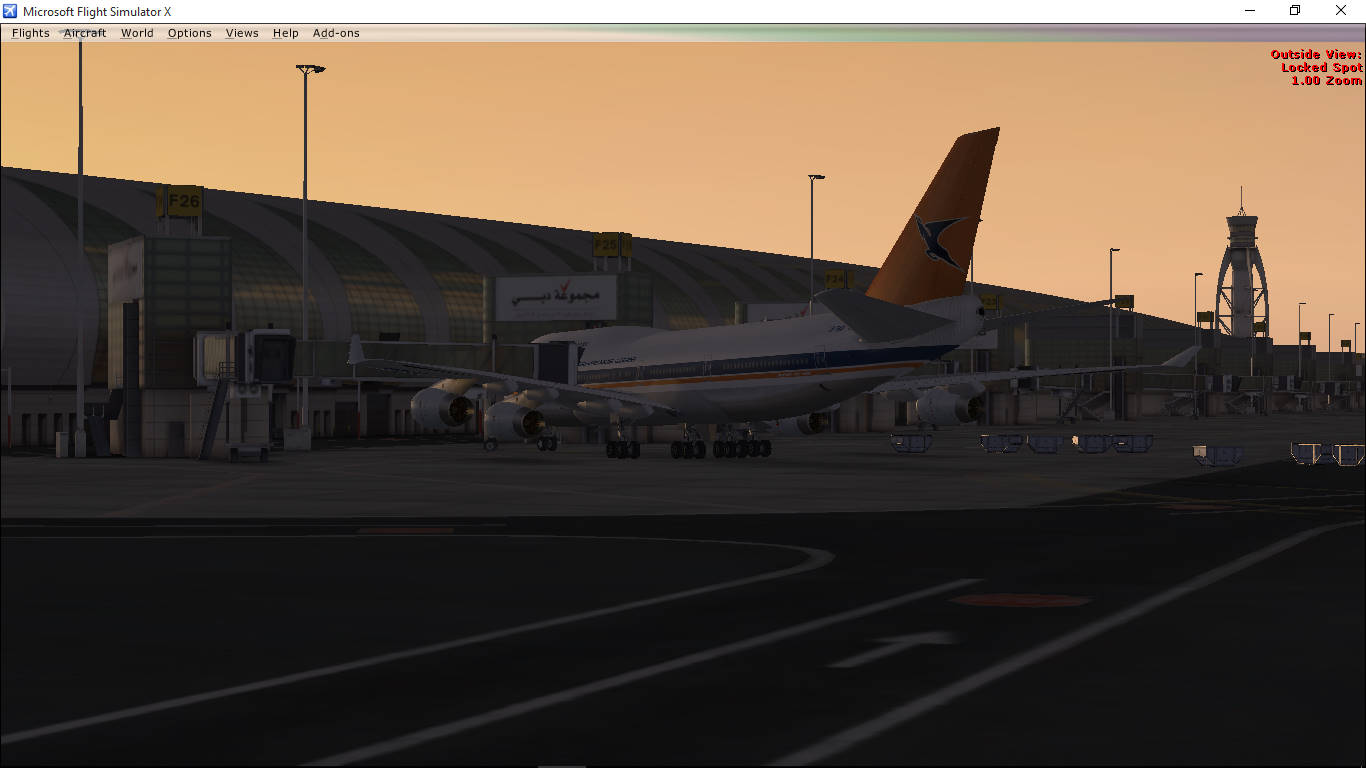 Microsoft Flight Simulator X
Flights Aircraft World Options Views Help Add-ons
Outside View:
Locked Spot
1.00 Zoom
F26
F25
F24
مجموعة دبي